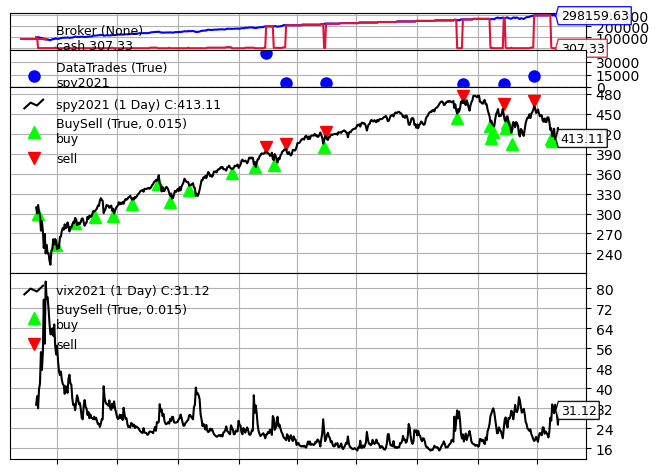 Broker (None)
cash 307.33
298159.63
200000
100000
307.33
DataTrades (True)
spy2021
30000
15000
0
spy2021 (1 Day) C:413.11
BuySell (True, 0.015)
buy
sell
480
450
413.11
390
360
330
300
270
240
vix2021 (1 Day) C:31.12
BuySell (True, 0.015)
buy
sell
80
72
64
56
48
40
31.12
24
16